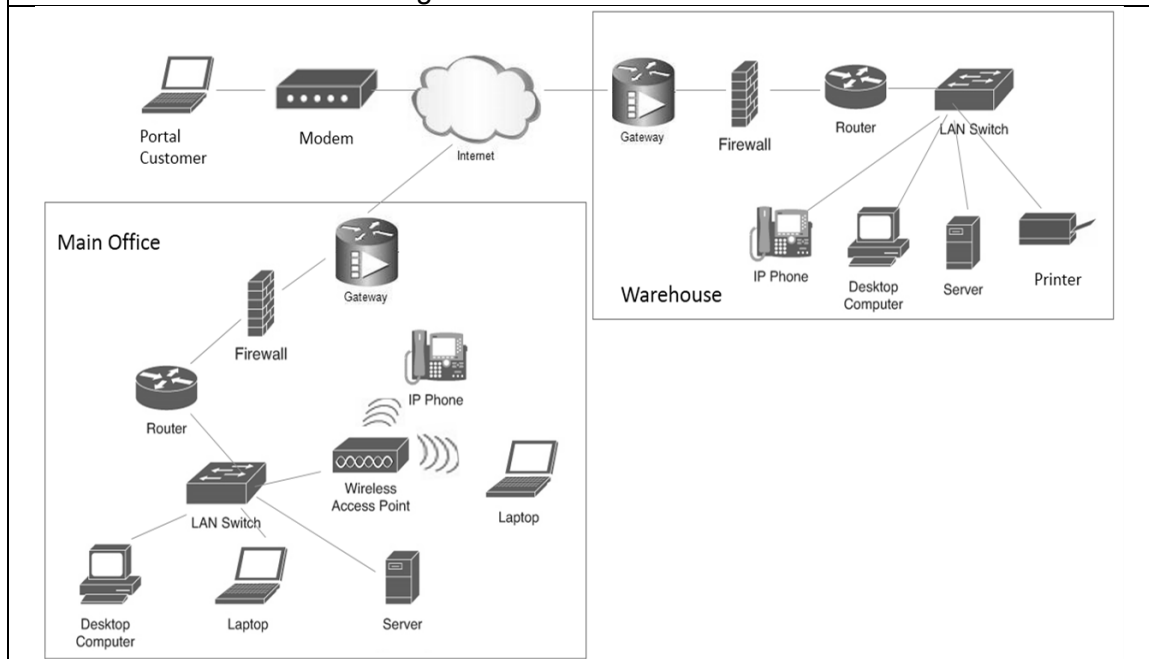 Portal
Customer
Modem
Internet
Gateway
Firewall
Router
LAN Switch
IP Phone
Desktop
Computer
Server
Printer
Warehouse
Main Office
Gateway
Firewall
IP Phone
Router
Wireless
Access Point
Laptop
LAN Switch
Desktop
Computer
Laptop
Server